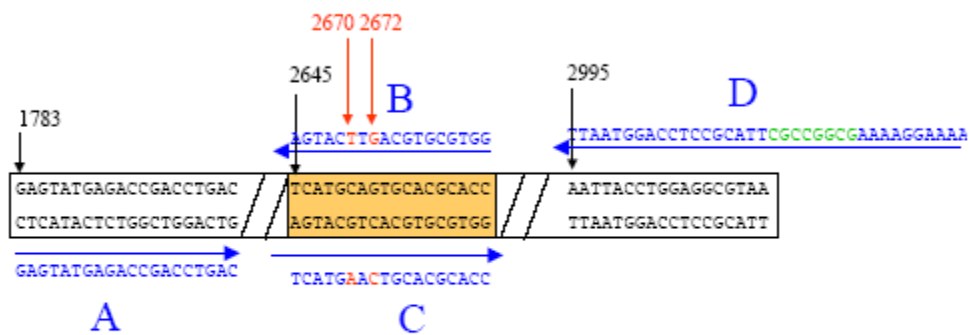 2670 2672
2645
2995
B
D
1783
AGTACTTGACGTGCGTGG
TTAATGGACCTCCGCATTCGCCGGCGAAAAGGAAAA
GAGTATGAGACCGACCTGAC TCATGCAGTGCACGCACC AATTACCTGGAGGCGTAA
CTCATACTCTGGCTGGACTG AGTACGTCACGTGCGTGG TTAATGGACCTCCGCATT
GAGTATGAGACCGACCTGAC TCATGAACTGCACGCACC
A C